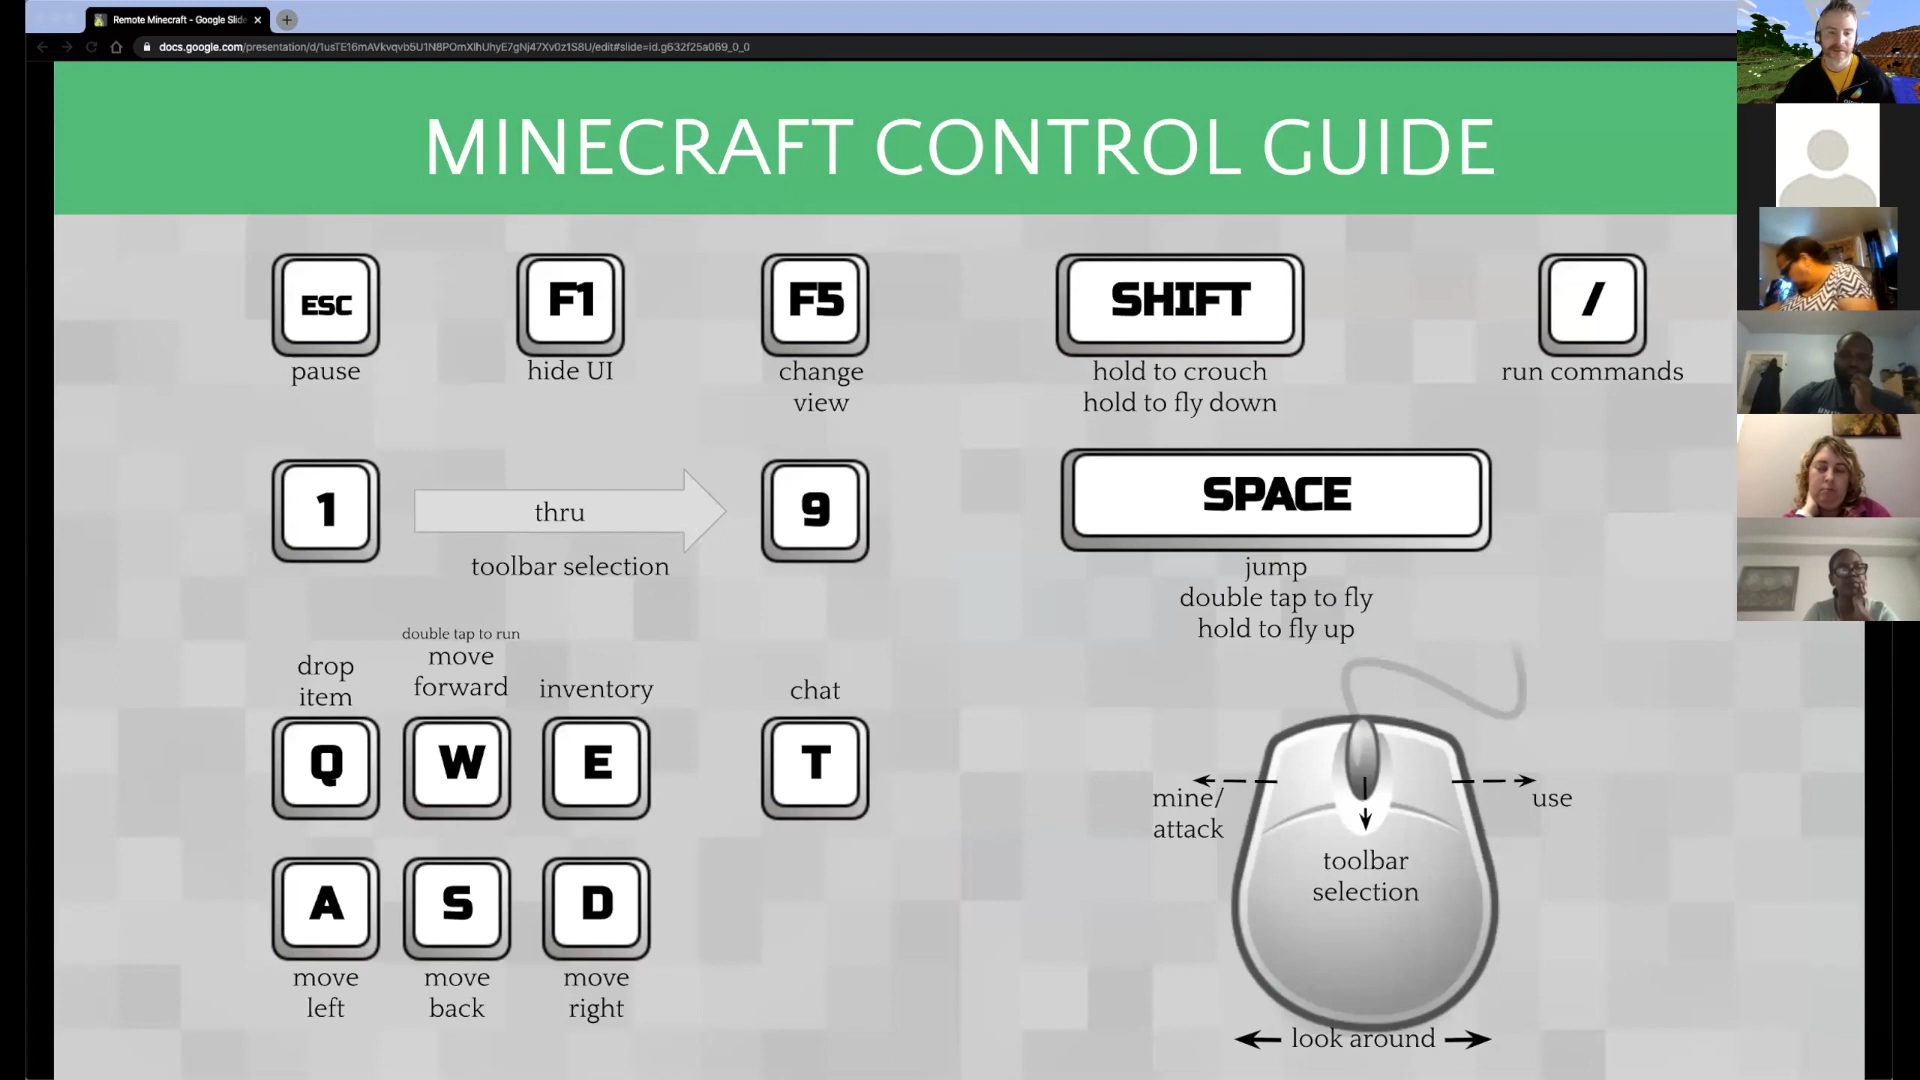 Remote Minecraft - Google Slide
docs.google.com/presentation/d/1usTE16mAVkvqvb5U1N8POmXlhUhyE7gNj47Xv0z1S8U/edit#slide=id.g632f25a069_0_0
MINECRAFT CONTROL GUIDE
ESC
F1
F5
SHIFT
/
pause
hide UI
change
view
hold to crouch
hold to fly down
run commands
1
thru
9
SPACE
toolbar selection
jump
double tap to fly
hold to fly up
drop
item
double tap to run
move
forward
inventory
chat
Q
W
E
T
mine/
attack
use
toolbar
selection
A
S
D
move
left
move
back
move
right
look around